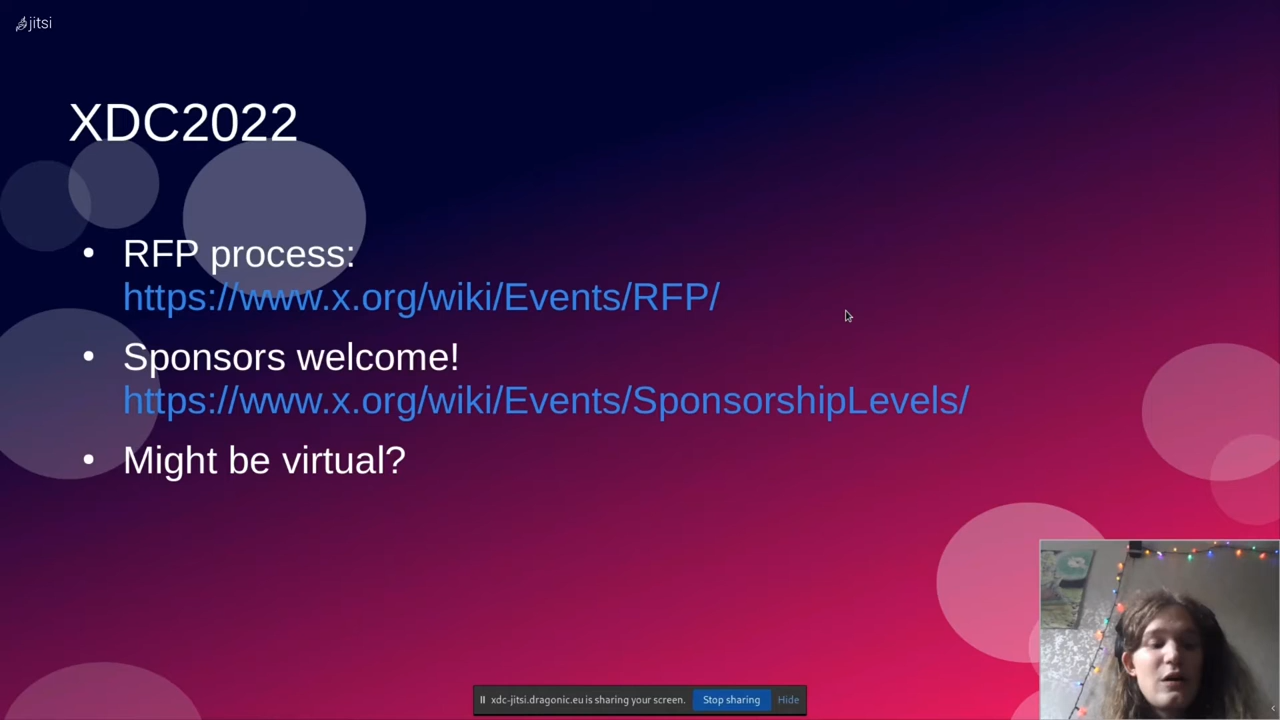 jitsi
XDC2022
• RFP process:
https://www.x.org/wiki/Events/RFP/
• Sponsors welcome!
https://www.x.org/wiki/Events/SponsorshipLevels/
• Might be virtual?
xdc-jitsi.dragonic.eu is sharing your screen. Stop sharing Hide